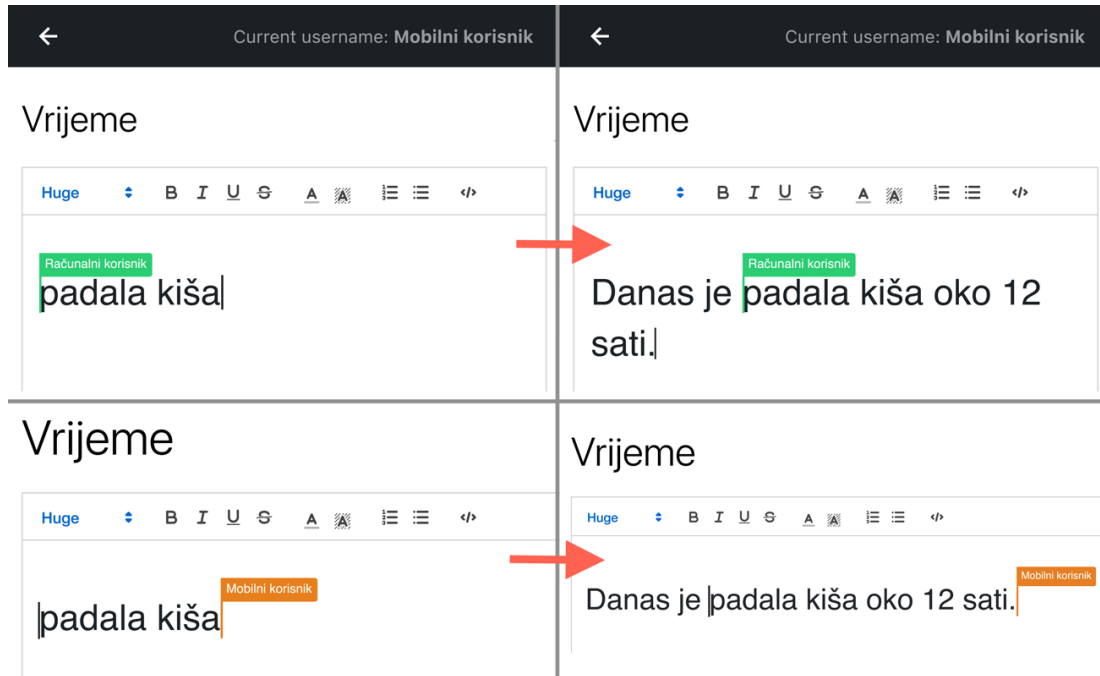 Current username: Mobilni korisnik
Vrijeme
Huge B I U S A A </>
Računalni korisnik
padala kiša
Current username: Mobilni korisnik
Vrijeme
Huge B I U S A A </>
Računalni korisnik
Danas je padala kiša oko 12
sati.
Vrijeme
Huge B I U S A A </>
Mobilni korisnik
padala kiša
Vrijeme
Huge B I U S A A </>
Mobilni korisnik
Danas je padala kiša oko 12 sati.